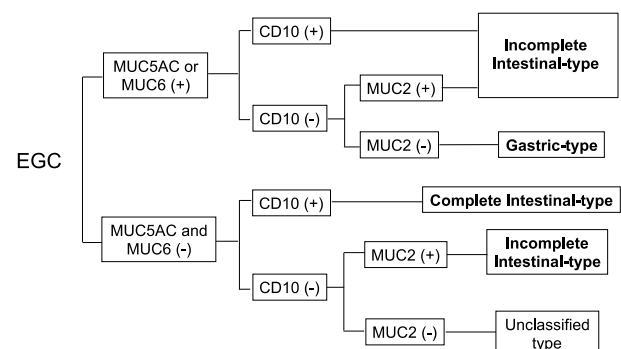 CD10 (+)
Incomplete
Intestinal-type
MUC5AC or
MUC6 (+)
MUC2 (+)
CD10 (-)
MUC2 (-)
Gastric-type
EGC
CD10 (+)
Complete Intestinal-type
MUC5AC and
MUC6 (-)
MUC2 (+)
Incomplete
Intestinal-type
CD10 (-)
MUC2 (-)
Unclassified
type